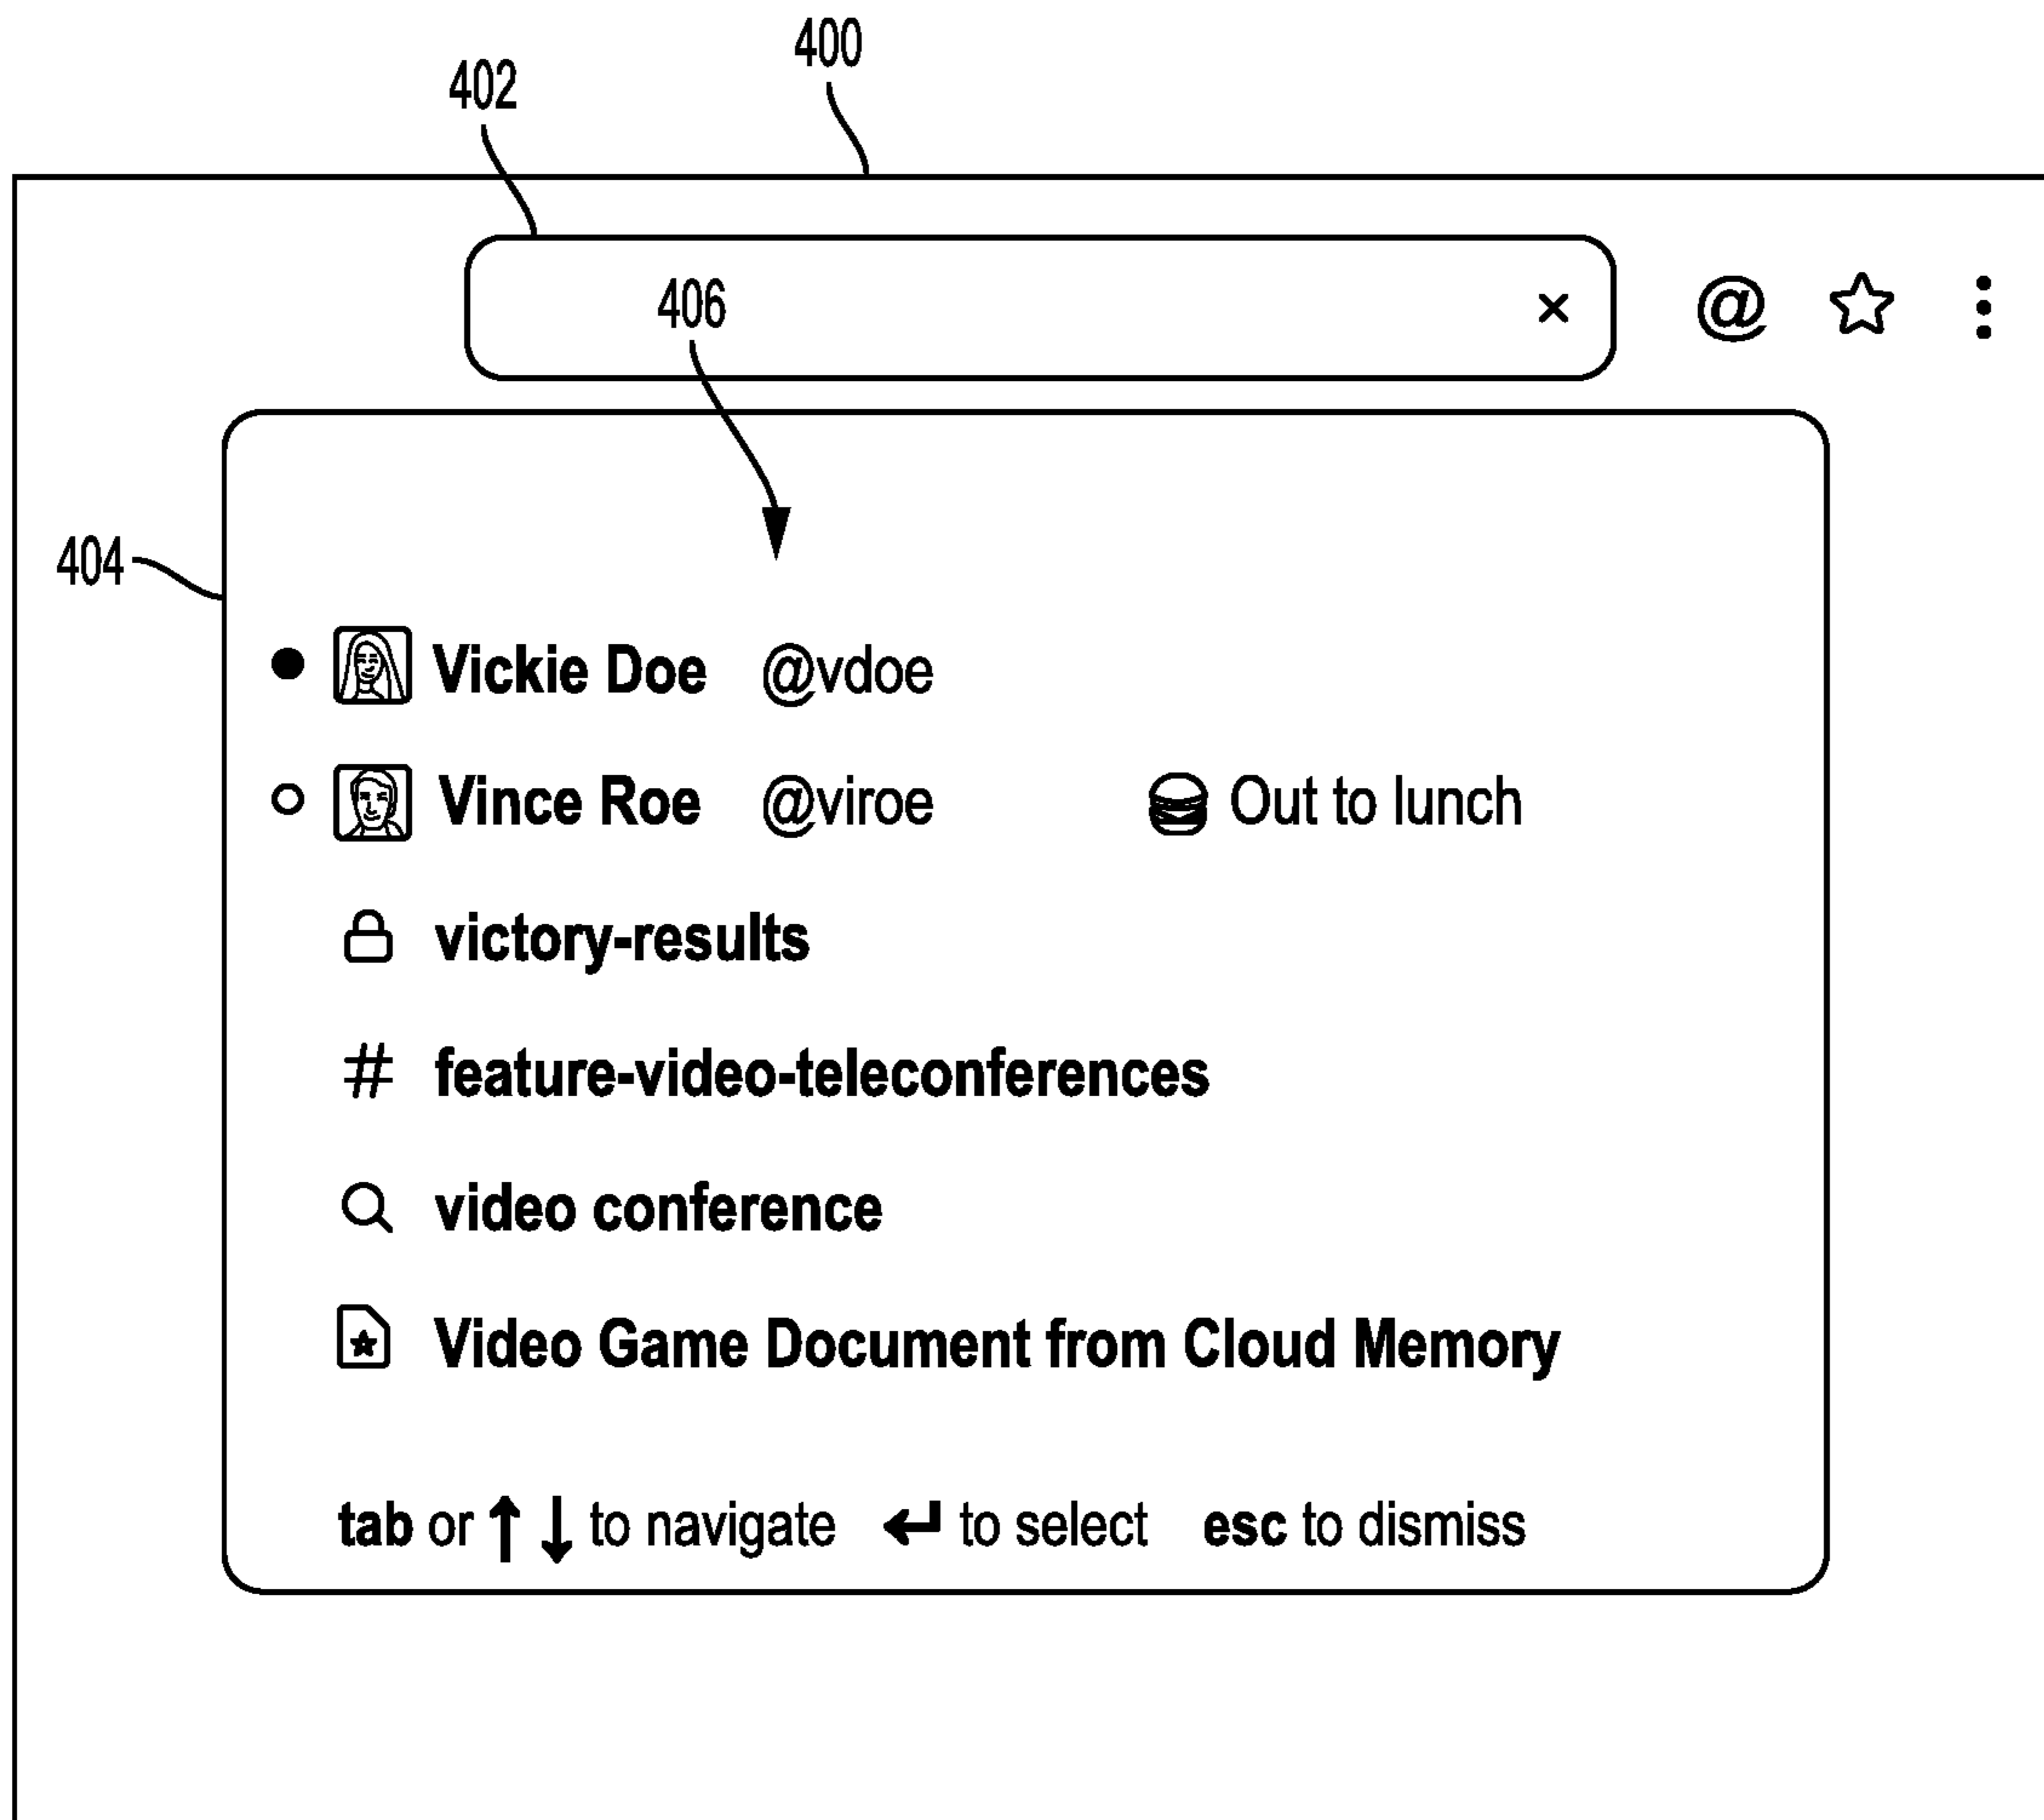 400
402
406
×
@
404
Vickie Doe @vdoe
Vince Roe @viroe Out to lunch
victory-results
# feature-video-teleconferences
video conference
Video Game Document from Cloud Memory
tab or ↑ ↓ to navigate ↵ to select esc to dismiss